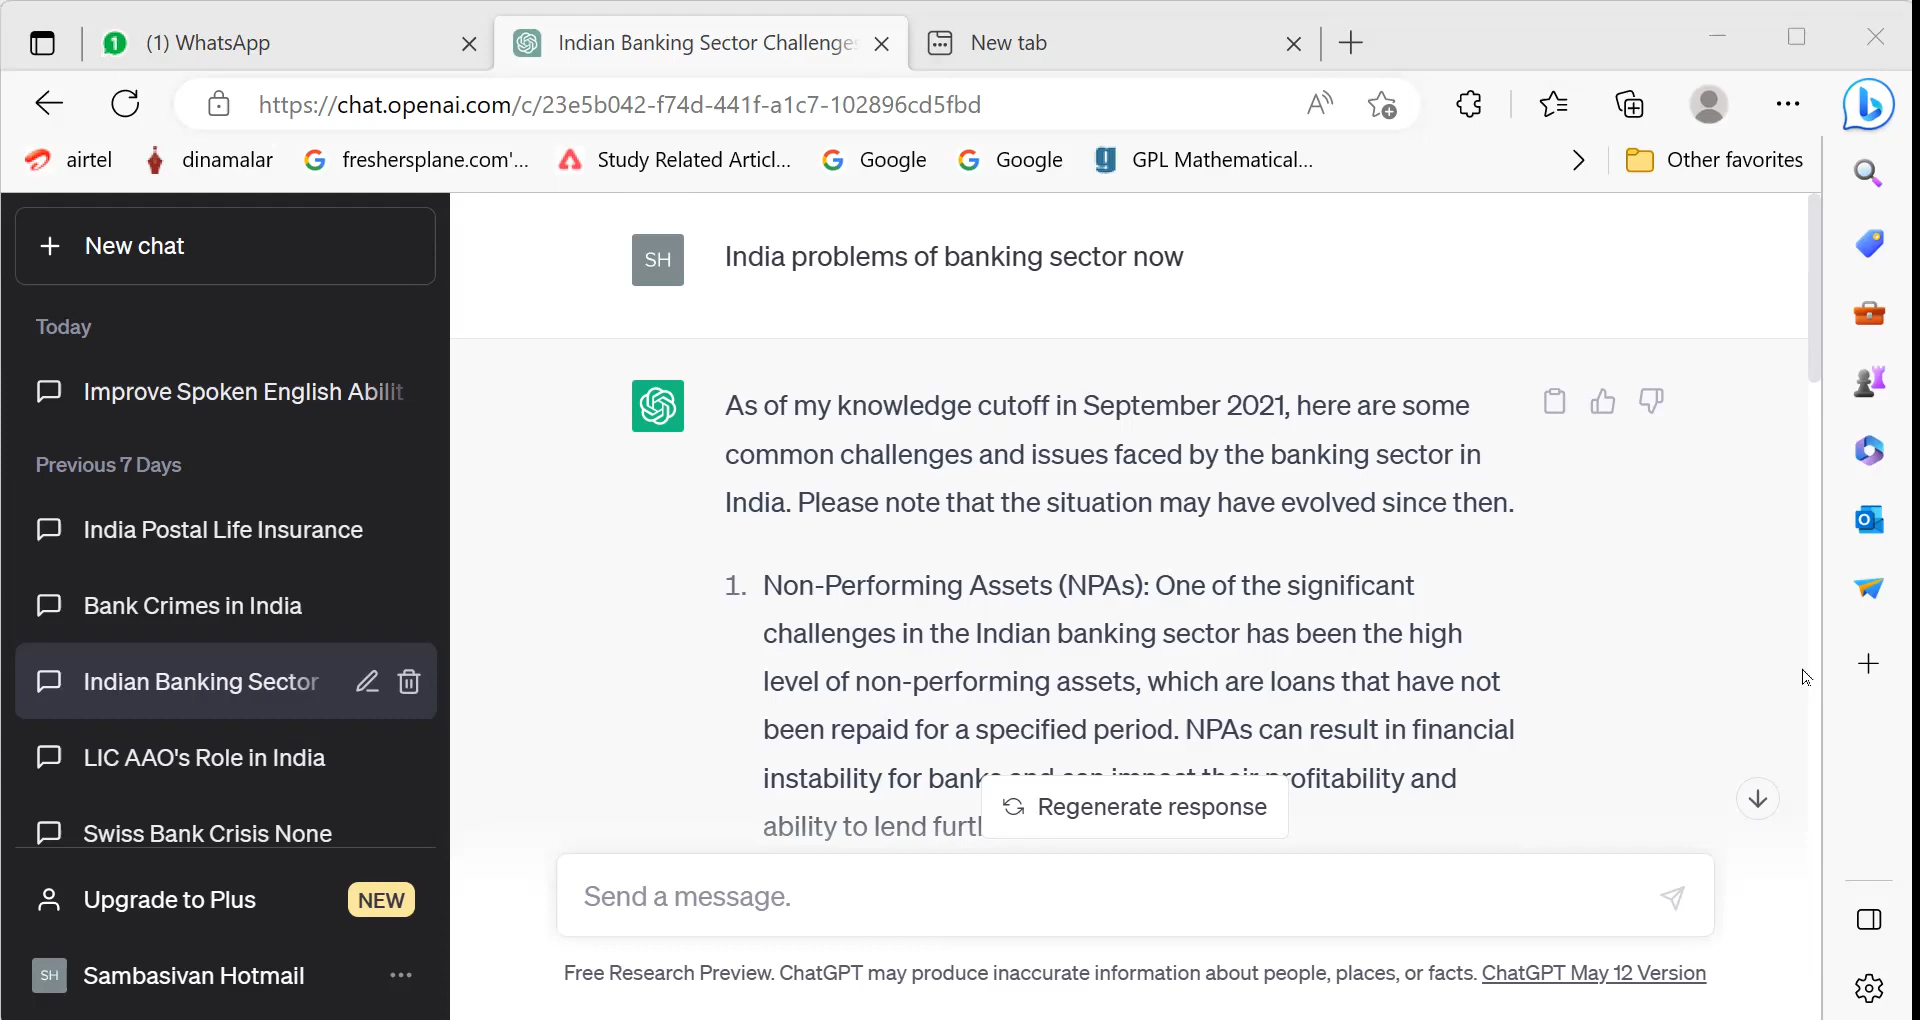 1 (1) WhatsApp
Indian Banking Sector Challenge
New tab
https://chat.openai.com/c/23e5b042-f74d-441f-a1c7-102896cd5fbd
airtel
dinamalar
freshersplane.com'...
Study Related Articl...
Google
Google
GPL Mathematical...
Other favorites
New chat
Today
Improve Spoken English Abilit
Previous 7 Days
India Postal Life Insurance
Bank Crimes in India
Indian Banking Sector
LIC AAO's Role in India
Swiss Bank Crisis None
Upgrade to Plus NEW
SH Sambasivan Hotmail
SH India problems of banking sector now
As of my knowledge cutoff in September 2021, here are some
common challenges and issues faced by the banking sector in
India. Please note that the situation may have evolved since then.
1. Non-Performing Assets (NPAs): One of the significant
challenges in the Indian banking sector has been the high
level of non-performing assets, which are loans that have not
been repaid for a specified period. NPAs can result in financial
instability for banks and can impact their profitability and
ability to lend
Regenerate response
Send a message.
Free Research Preview. ChatGPT may produce inaccurate information about people, places, or facts. ChatGPT May 12 Version